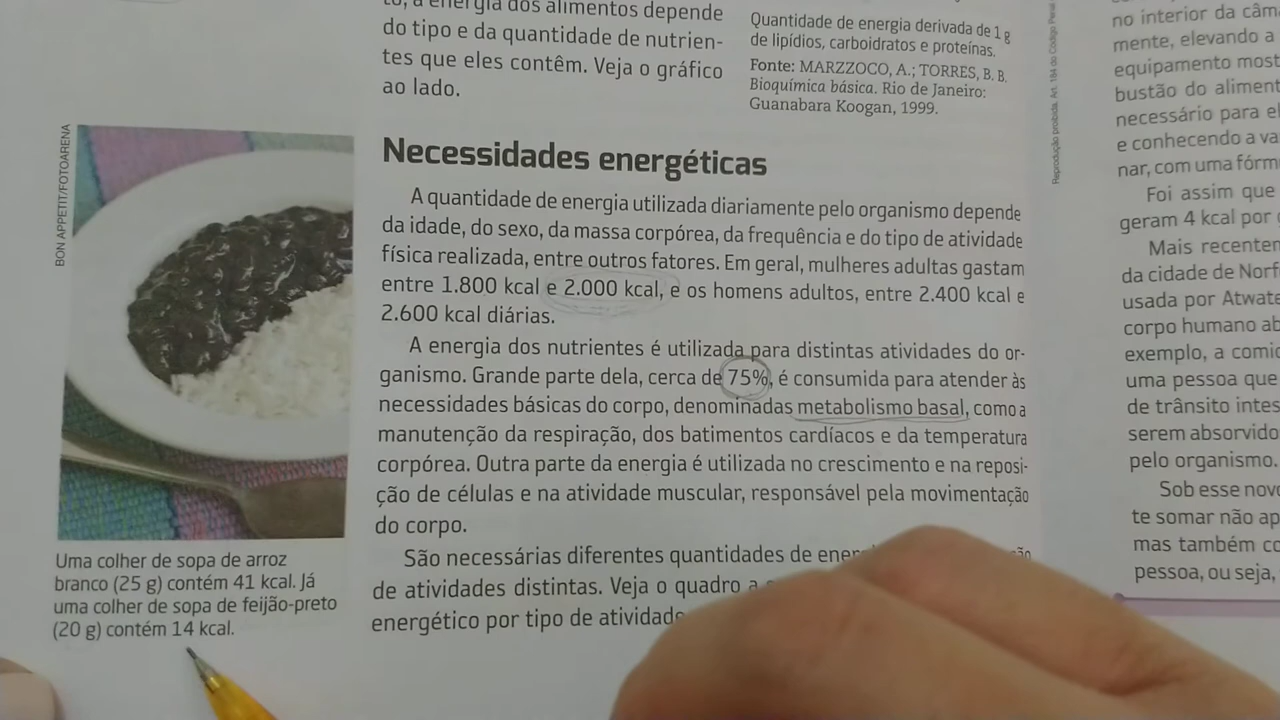 to, a energia dos alimentos depende
do tipo e da quantidade de nutrien-
tes que eles contêm. Veja o gráfico
ao lado.
Quantidade de energia derivada de 1 g
de lipídios, carboidratos e proteínas.
Fonte: MARZZOCO, A.; TORRES, B. B.
Bioquímica básica. Rio de Janeiro:
Guanabara Koogan, 1999.
Reprodução proibida. Art. 184 do Código Penal
BON APPETIT/FOTOARENA
Necessidades energéticas
A quantidade de energia utilizada diariamente pelo organismo depende
da idade, do sexo, da massa corpórea, da frequência e do tipo de atividade
física realizada, entre outros fatores. Em geral, mulheres adultas gastam
entre 1.800 kcal e 2.000 kcal, e os homens adultos, entre 2.400 kcal e
2.600 kcal diárias.
A energia dos nutrientes é utilizada para distintas atividades do or-
ganismo. Grande parte dela, cerca de 75%, é consumida para atender às
necessidades básicas do corpo, denominadas metabolismo basal, como a
manutenção da respiração, dos batimentos cardíacos e da temperatura
corpórea. Outra parte da energia é utilizada no crescimento e na reposi-
ção de células e na atividade muscular, responsável pela movimentação
do corpo.
São necessárias diferentes quantidades de ener
de atividades distintas. Veja o quadro a
energético por tipo de atividade
Uma colher de sopa de arroz
branco (25 g) contém 41 kcal. Já
uma colher de sopa de feijão-preto
(20 g) contém 14 kcal.
no interior da câm
mente, elevando a
equipamento most
bustão do aliment
necessário para el
e conhecendo a va
nar, com uma fórm
Foi assim que
geram 4 kcal por
Mais recentem
da cidade de Norf
usada por Atwate
corpo humano ab
exemplo, a comid
uma pessoa que
de trânsito intes
serem absorvido
pelo organismo.
Sob esse novo
te somar não ap
mas também co
pessoa, ou seja,